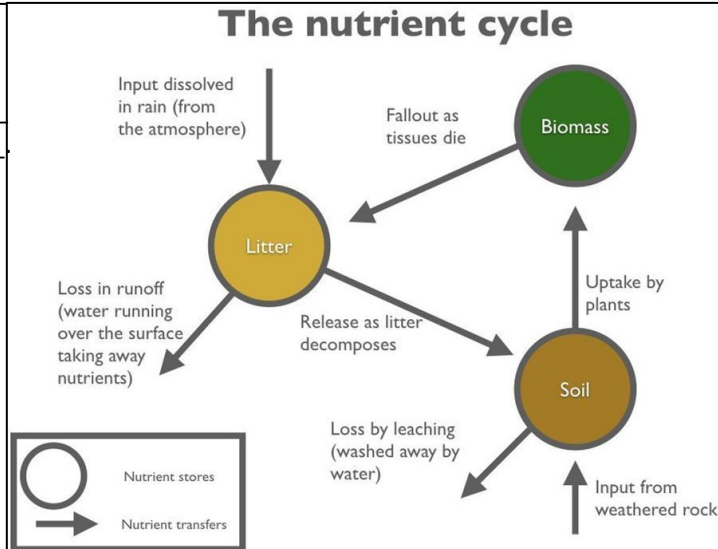 The nutrient cycle
Input dissolved
in rain (from
the atmosphere)
Fallout as
tissues die
Biomass
Litter
Loss in runoff
(water running
over the surface
taking away
nutrients)
Release as litter
decomposes
Uptake by
plants
Soil
Loss by leaching
(washed away by
water)
Input from
weathered rock
Nutrient stores
Nutrient transfers